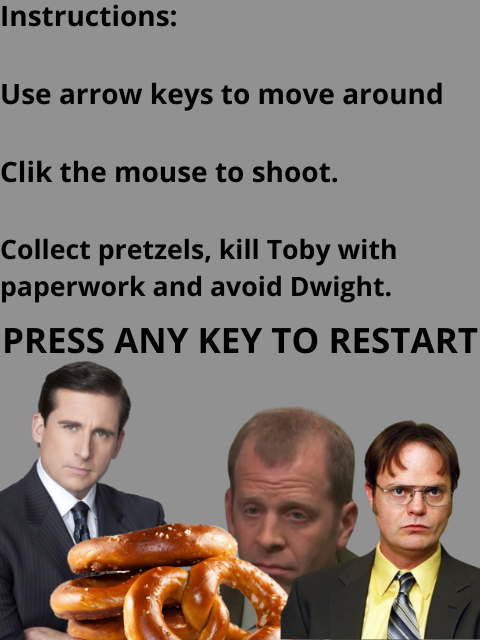 Instructions:
Use arrow keys to move around
Clik the mouse to shoot.
Collect pretzels, kill Toby with
paperwork and avoid Dwight.
PRESS ANY KEY TO RESTART